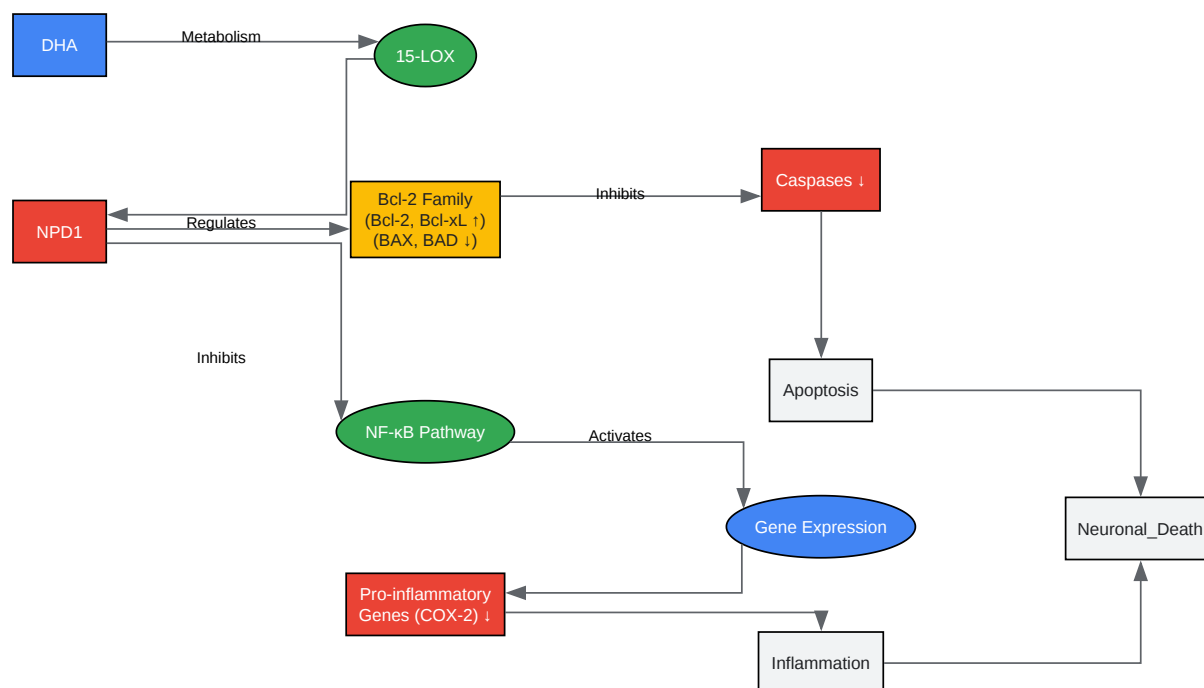 DHA
Metabolism
15-LOX
NPD1
Regulates
Bcl-2 Family
(Bcl-2, Bcl-xL ↑)
(BAX, BAD ↓)
Inhibits
Caspases ↓
Inhibits
Apoptosis
NF-κB Pathway
Activates
Gene Expression
Neuronal_Death
Pro-inflammatory
Genes (COX-2) ↓
Inflammation